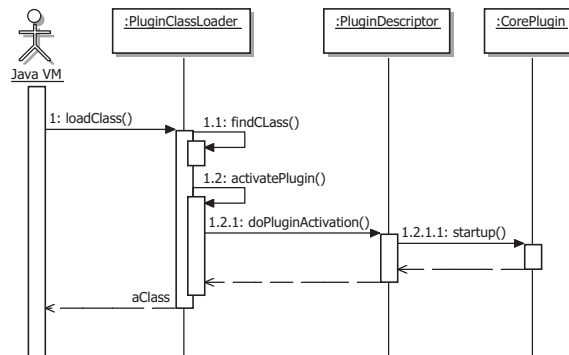 :PluginClassLoader
:PluginDescriptor
:CorePlugin
Java VM
1: loadClass()
1.1: findCLass()
1.2: activatePlugin()
1.2.1: doPluginActivation()
1.2.1.1: startup()
aClass